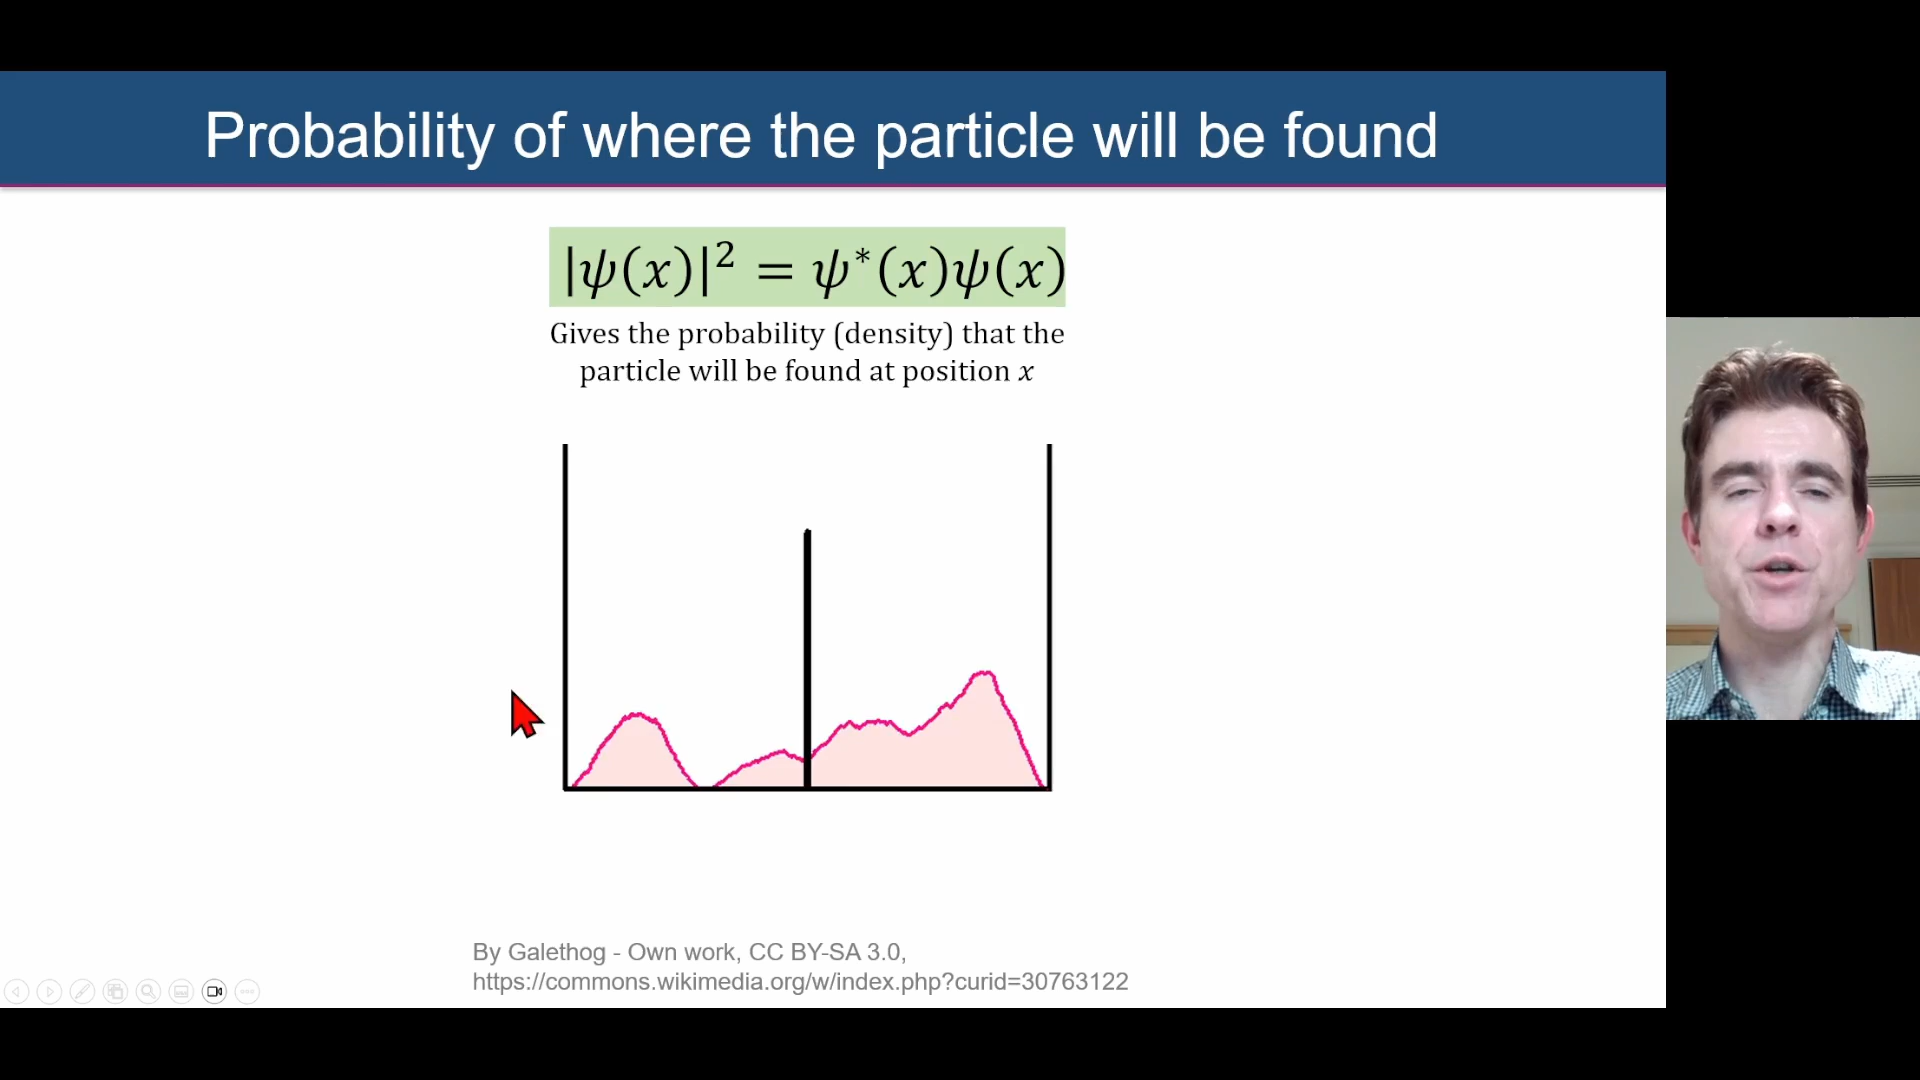 Probability of where the particle will be found
|ψ(x)|² = ψ*(x)ψ(x)
Gives the probability (density) that the
particle will be found at position x
By Galethog - Own work, CC BY-SA 3.0,
https://commons.wikimedia.org/w/index.php?curid=30763122